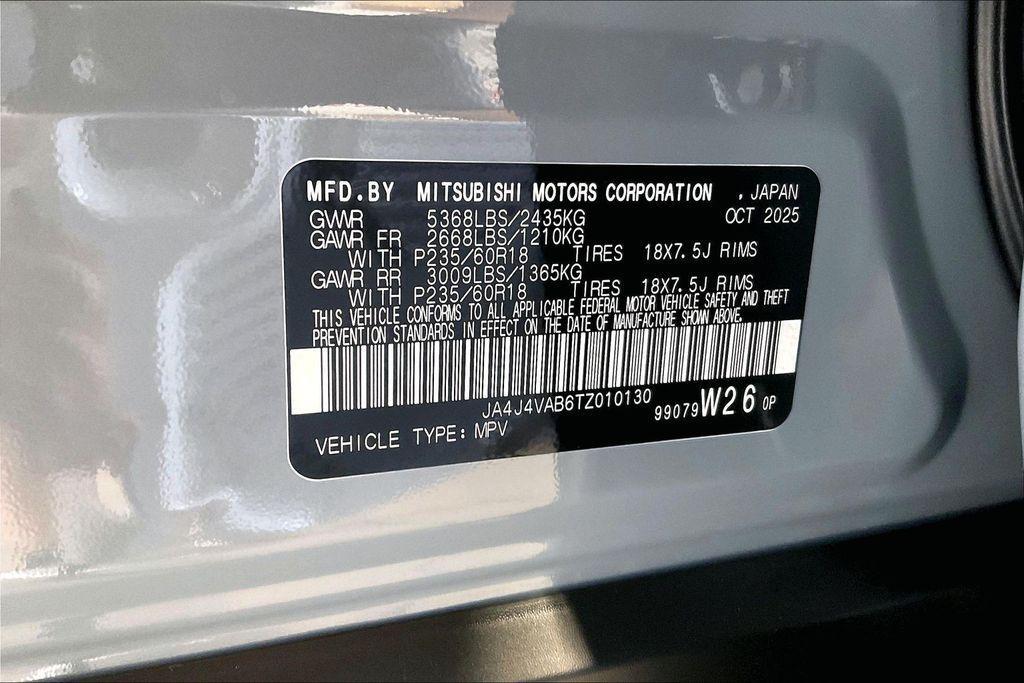 MFD.BY MITSUBISHI MOTORS CORPORATION , JAPAN
GVWR 5368LBS/2435KG OCT 2025
GAWR FR 2668LBS/1210KG
WITH P235/60R18 TIRES 18X7.5J RIMS
GAWR RR 3009LBS/1365KG
WITH P235/60R18 TIRES 18X7.5J RIMS
THIS VEHICLE CONFORMS TO ALL APPLICABLE FEDERAL MOTOR VEHICLE SAFETY AND THEFT
PREVENTION STANDARDS IN EFFECT ON THE DATE OF MANUFACTURE SHOWN ABOVE.
JA4J4VAB6TZ010130
99079 W26 0P
VEHICLE TYPE: MPV